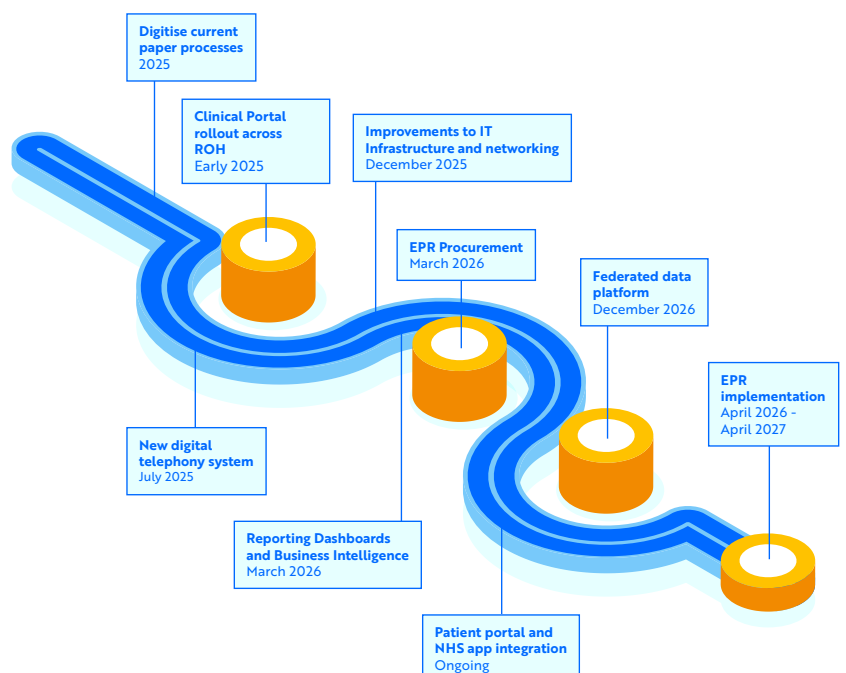 Digitise current
paper processes
2025
Clinical Portal
rollout across
ROH
Early 2025
Improvements to IT
Infrastructure and networking
December 2025
EPR Procurement
March 2026
Federated data
platform
December 2026
EPR
implementation
April 2026 -
April 2027
New digital
telephony system
July 2025
Reporting Dashboards
and Business Intelligence
March 2026
Patient portal and
NHS app integration
Ongoing